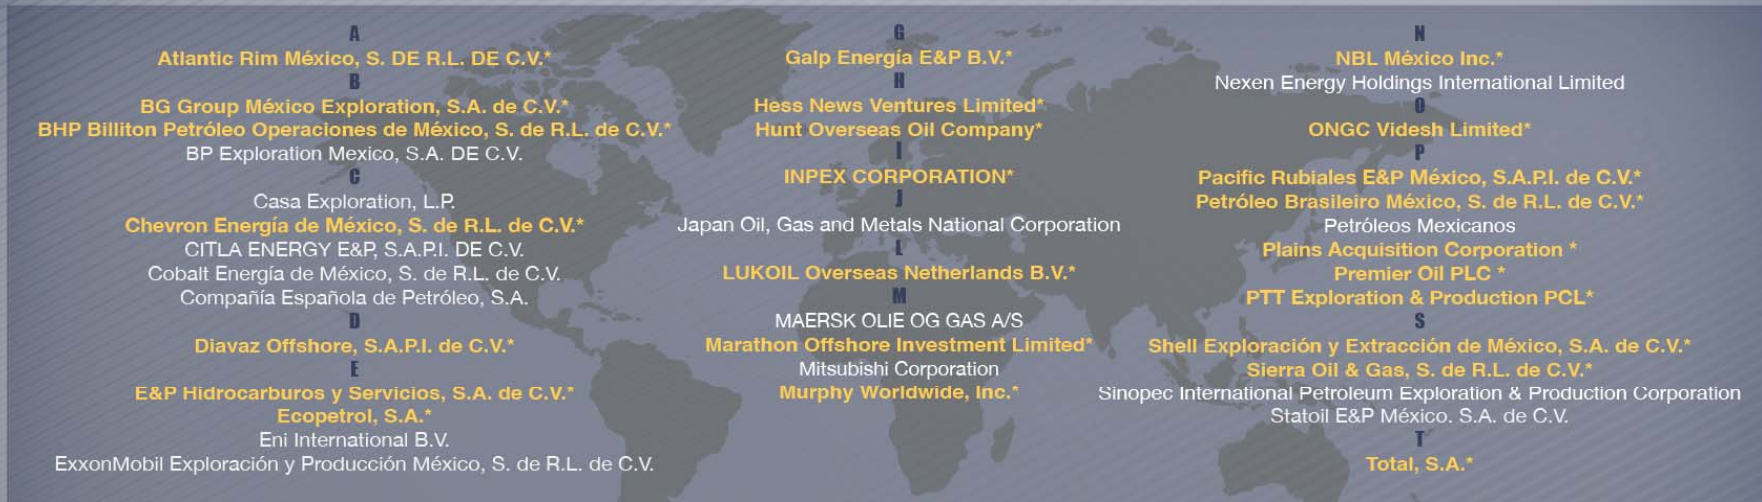 A
Atlantic Rim México, S. DE R.L. DE C.V.*
B
BG Group México Exploration, S.A. de C.V.*
BHP Billiton Petróleo Operaciones de México, S. de R.L. de C.V.*
BP Exploration Mexico, S.A. DE C.V.
C
Casa Exploration, L.P.
Chevron Energía de México, S. de R.L. de C.V.*
CITLA ENERGY E&P, S.A.P.I. DE C.V.
Cobalt Energía de México, S. de R.L. de C.V.
Compañía Española de Petróleo, S.A.
D
Diavaz Offshore, S.A.P.I. de C.V.*
E
E&P Hidrocarburos y Servicios, S.A. de C.V.*
Ecopetrol, S.A.*
Eni International B.V.
ExxonMobil Exploración y Producción México, S. de R.L. de C.V.
G
Galp Energía E&P B.V.*
H
Hess News Ventures Limited*
Hunt Overseas Oil Company*
I
INPEX CORPORATION*
J
Japan Oil, Gas and Metals National Corporation
L
LUKOIL Overseas Netherlands B.V.*
M
MAERSK OLIE OG GAS A/S
Marathon Offshore Investment Limited*
Mitsubishi Corporation
Murphy Worldwide, Inc.*
N
NBL México Inc.*
Nexen Energy Holdings International Limited
O
ONGC Videsh Limited*
P
Pacific Rubiales E&P México, S.A.P.I. de C.V.*
Petróleo Brasileiro México, S. de R.L. de C.V.*
Petróleos Mexicanos
Plains Acquisition Corporation *
Premier Oil PLC *
PTT Exploration & Production PCL*
S
Shell Exploración y Extracción de México, S.A. de C.V.*
Sierra Oil & Gas, S. de R.L. de C.V.*
Sinopec International Petroleum Exploration & Production Corporation
Statoil E&P México. S.A. de C.V.
T
Total, S.A.*